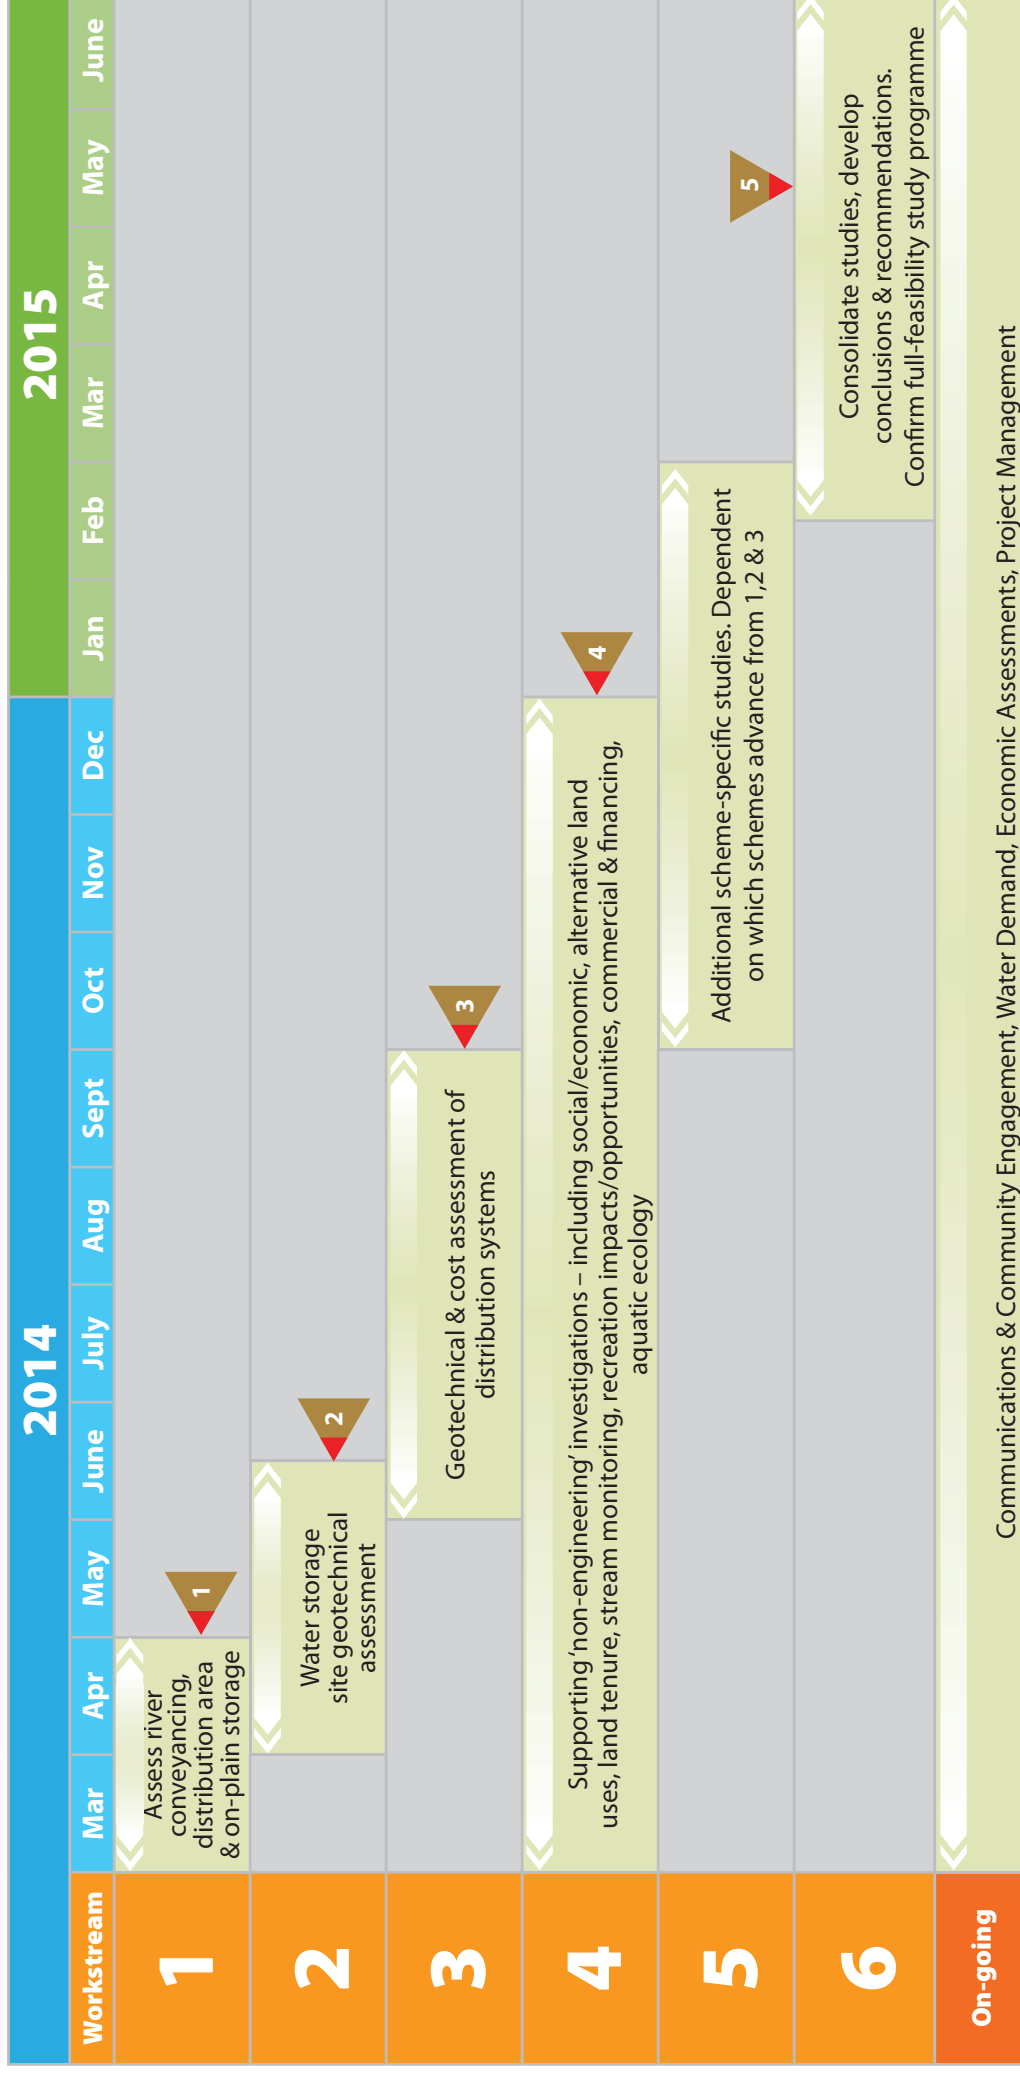 2014
2015
Workstream
Mar
Apr
May
June
July
Aug
Sept
Oct
Nov
Dec
Jan
Feb
Mar
Apr
May
June
1
Assess river
conveyancing,
distribution area
& on-plain storage
1
2
Water storage
site geotechnical
assessment
2
3
Geotechnical & cost assessment of
distribution systems
3
4
Supporting ‘non-engineering’ investigations – including social/economic, alternative land
uses, land tenure, stream monitoring, recreation impacts/opportunities, commercial & financing,
aquatic ecology
4
5
Additional scheme-specific studies. Dependent
on which schemes advance from 1,2 & 3
5
6
Consolidate studies, develop
conclusions & recommendations.
Confirm full-feasibility study programme
On-going
Communications & Community Engagement, Water Demand, Economic Assessments, Project Management